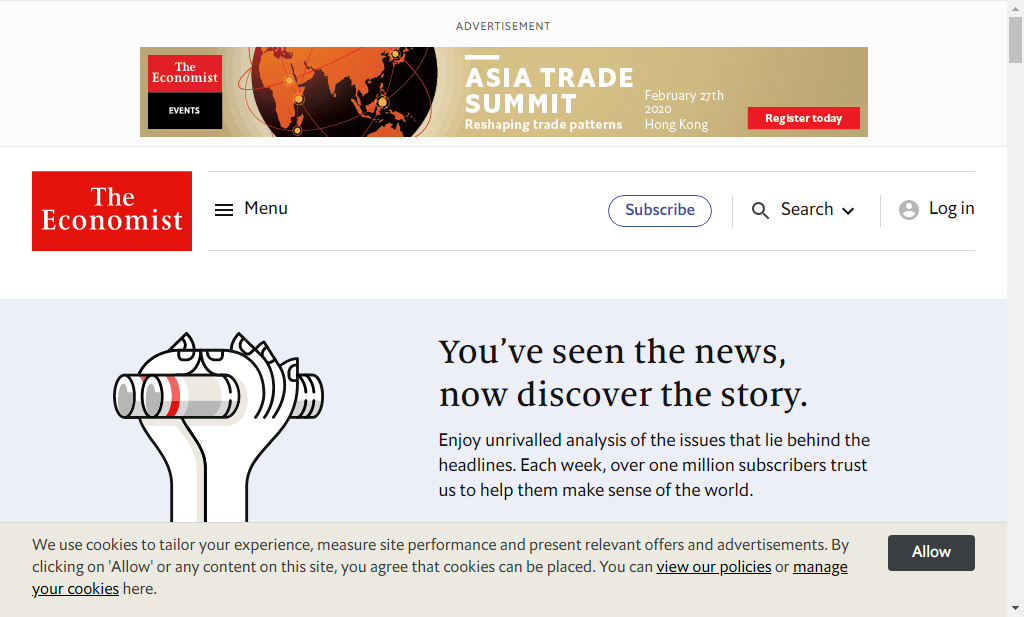 ADVERTISEMENT
The
Economist
EVENTS
ASIA TRADE
SUMMIT
Reshaping trade patterns
February 27th
2020
Hong Kong
Register today
The
Economist
Menu
Subscribe
Search
Log in
You’ve seen the news,
now discover the story.
Enjoy unrivalled analysis of the issues that lie behind the
headlines. Each week, over one million subscribers trust
us to help them make sense of the world.
We use cookies to tailor your experience, measure site performance and present relevant offers and advertisements. By
clicking on 'Allow' or any content on this site, you agree that cookies can be placed. You can view our policies or manage
your cookies here.
Allow